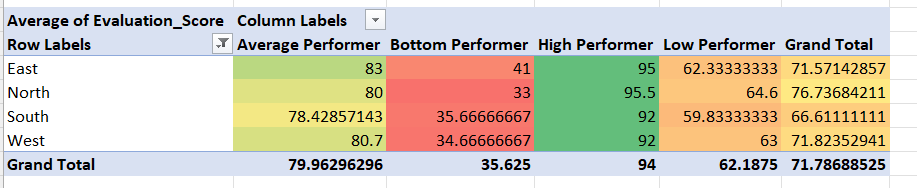 Average of Evaluation_Score Column Labels
Row Labels Average Performer Bottom Performer High Performer Low Performer Grand Total
East 83 41 95 62.33333333 71.57142857
North 80 33 95.5 64.6 76.73684211
South 78.42857143 35.66666667 92 59.83333333 66.61111111
West 80.7 34.66666667 92 63 71.82352941
Grand Total 79.96296296 35.625 94 62.1875 71.78688525